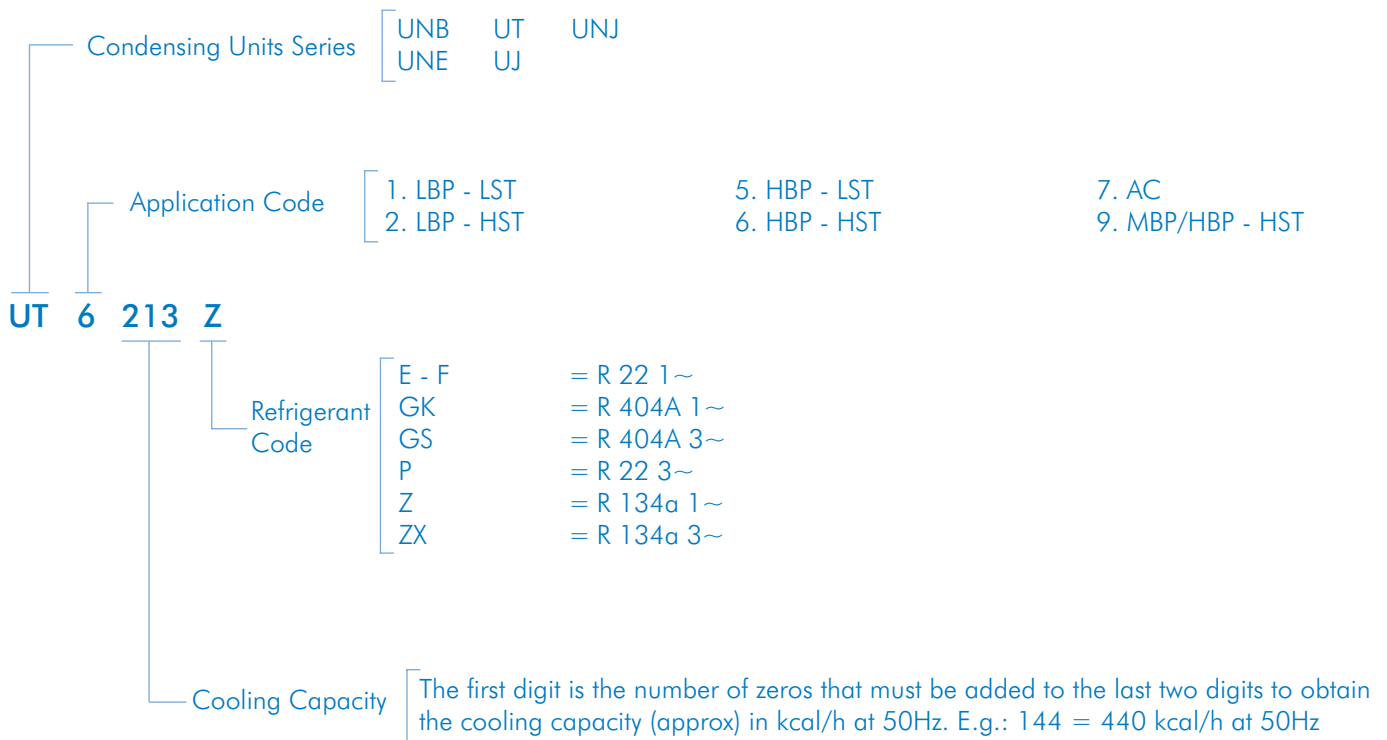 Condensing Units Series
UNB UT UNJ
UNE UJ
Application Code
1. LBP - LST 5. HBP - LST 7. AC
2. LBP - HST 6. HBP - HST 9. MBP/HBP - HST
UT 6 213 Z
Refrigerant
Code
E - F = R 22 1~
GK = R 404A 1~
GS = R 404A 3~
P = R 22 3~
Z = R 134a 1~
ZX = R 134a 3~
Cooling Capacity
The first digit is the number of zeros that must be added to the last two digits to obtain
the cooling capacity (approx) in kcal/h at 50Hz. E.g.: 144 = 440 kcal/h at 50Hz